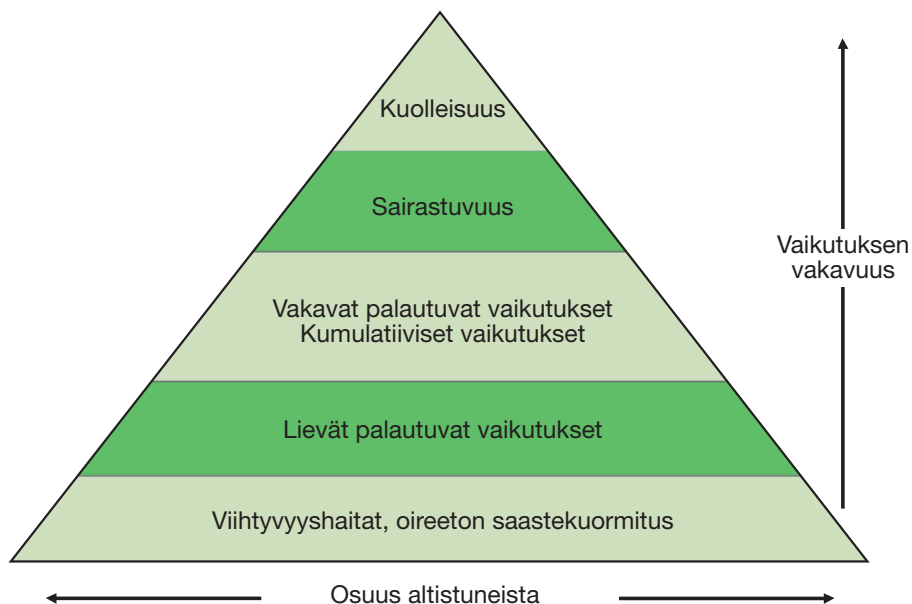 Kuolleisuus
Sairastuvuus
Vaikutuksen
vakavuus
Vakavat palautuvat vaikutukset
Kumulatiiviset vaikutukset
Lievät palautuvat vaikutukset
Viihtyvyyshaitat, oireeton saastekuormitus
Osuus altistuneista